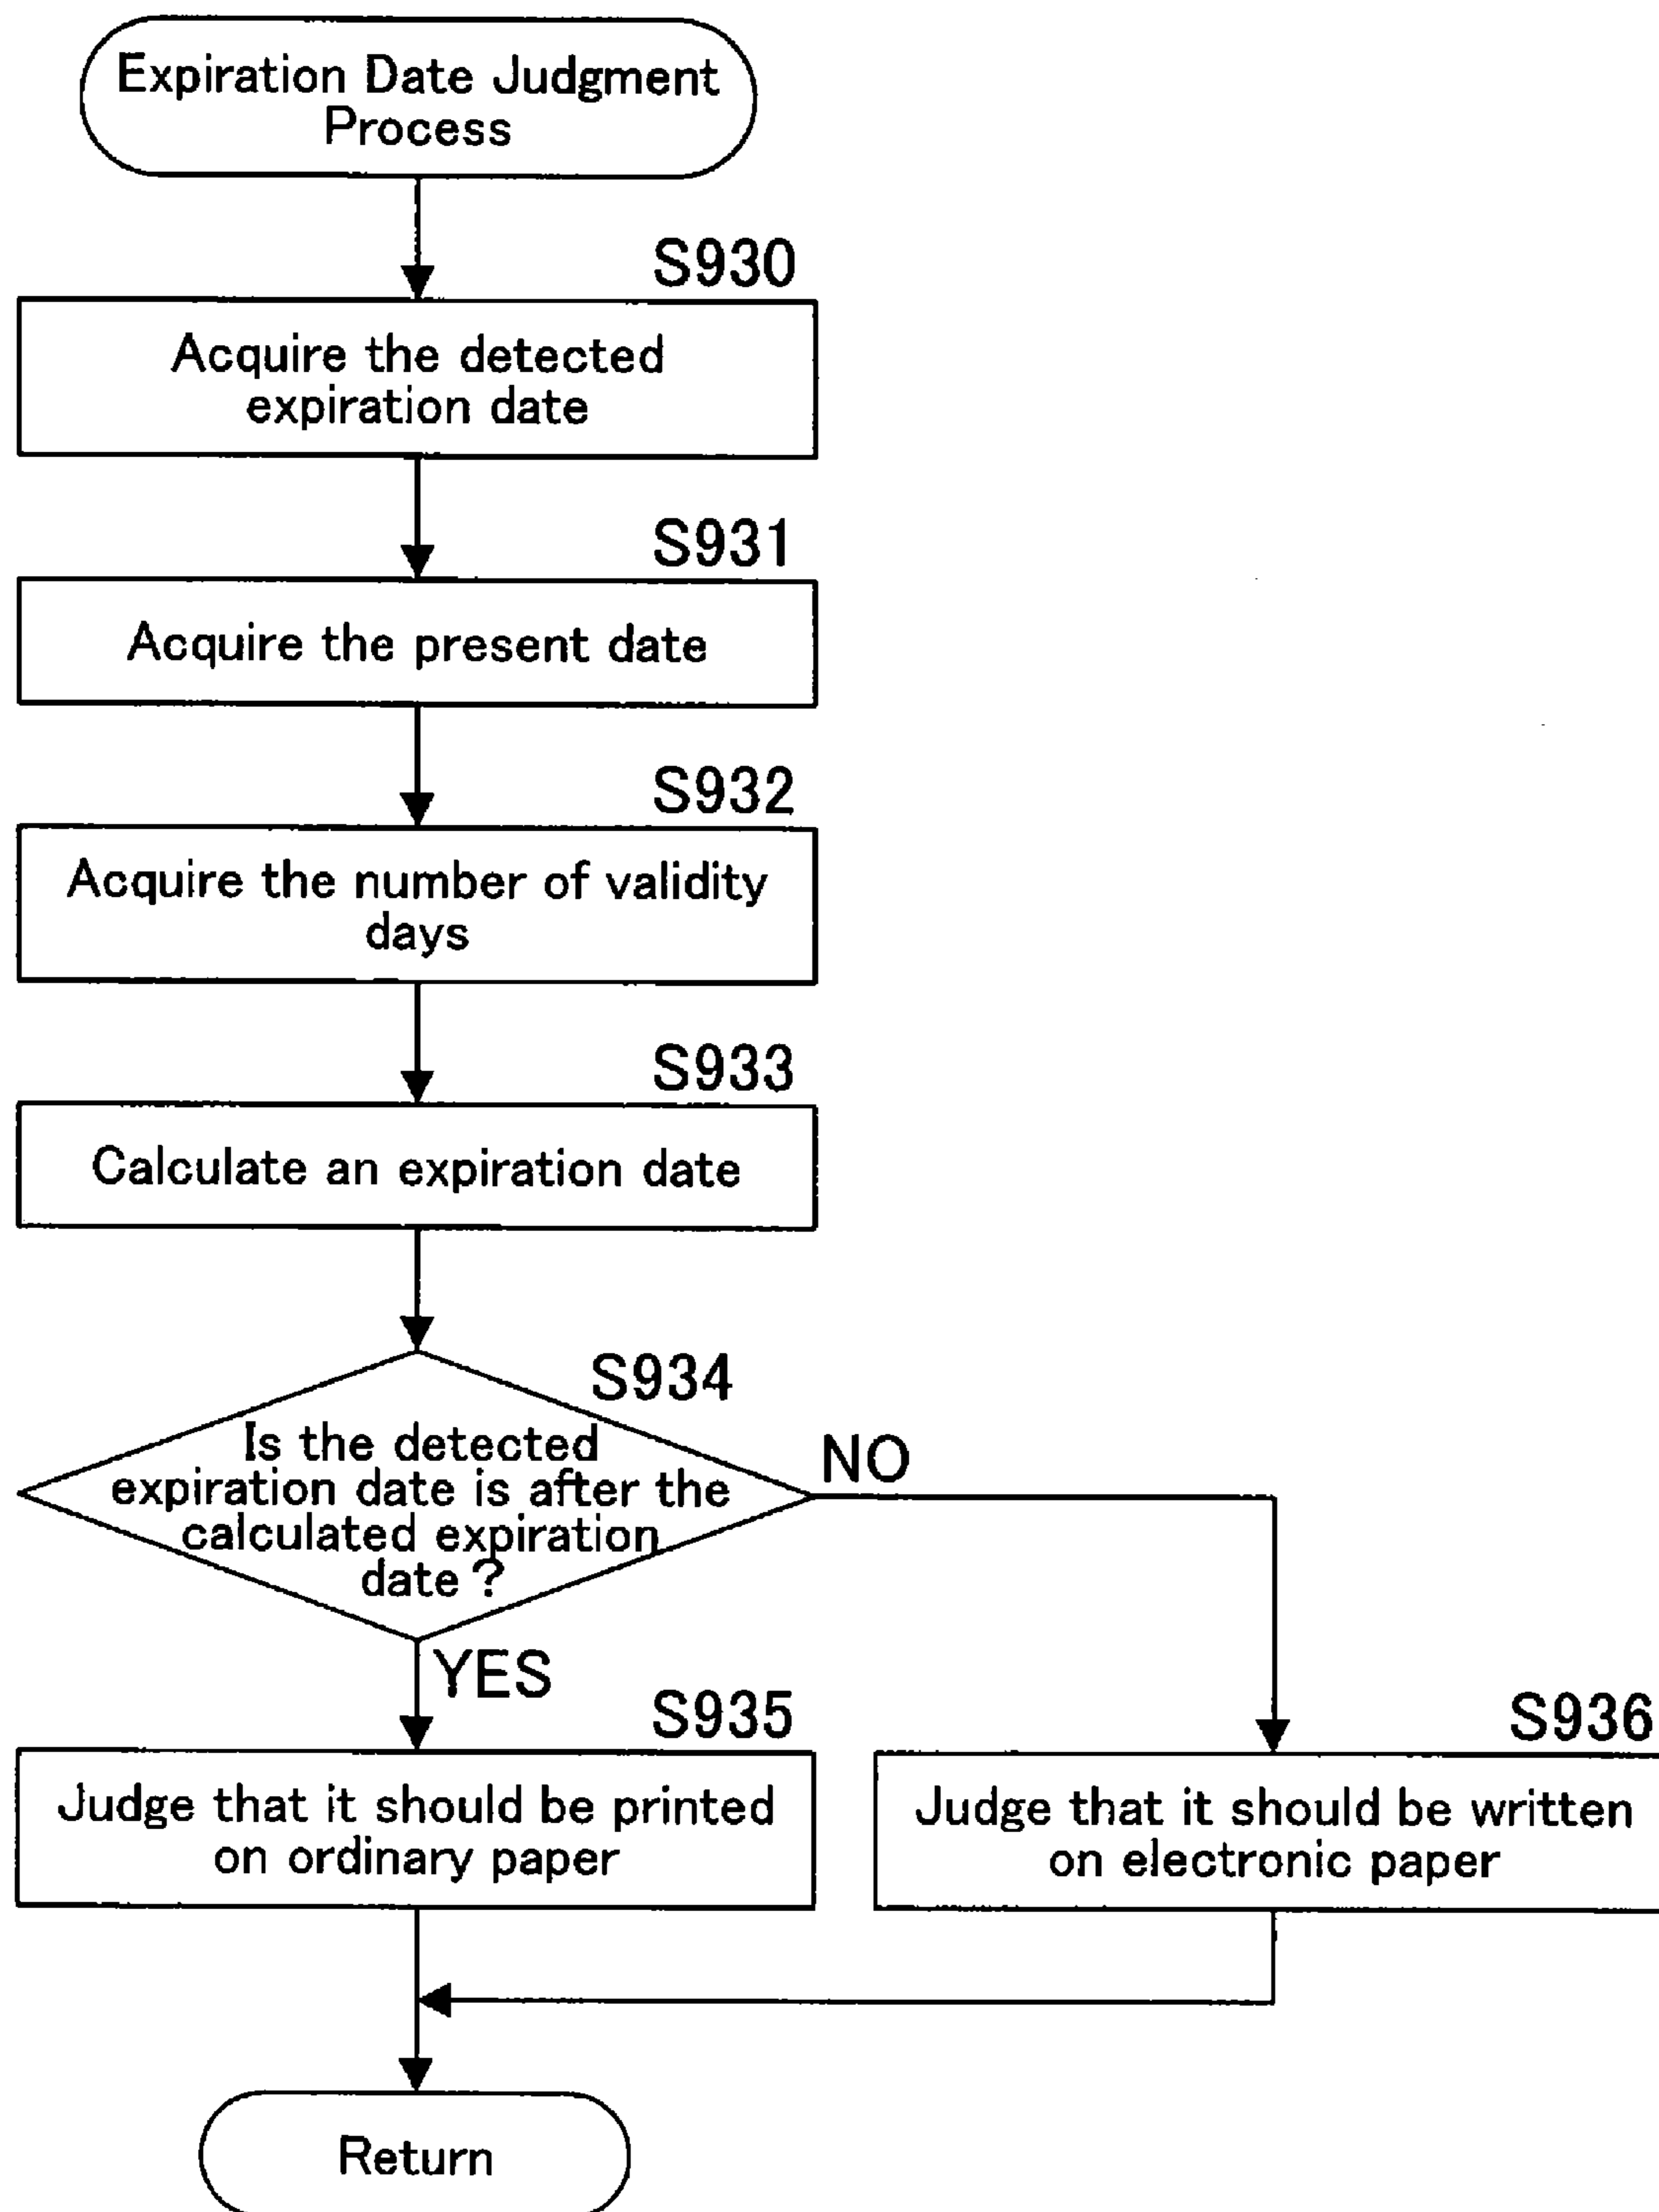 Expiration Date Judgment
Process
S930
Acquire the detected
expiration date
S931
Acquire the present date
S932
Acquire the number of validity
days
S933
Calculate an expiration date
S934
Is the detected
expiration date is after the
calculated expiration
date ?
NO
YES
S935
Judge that it should be printed
on ordinary paper
S936
Judge that it should be written
on electronic paper
Return